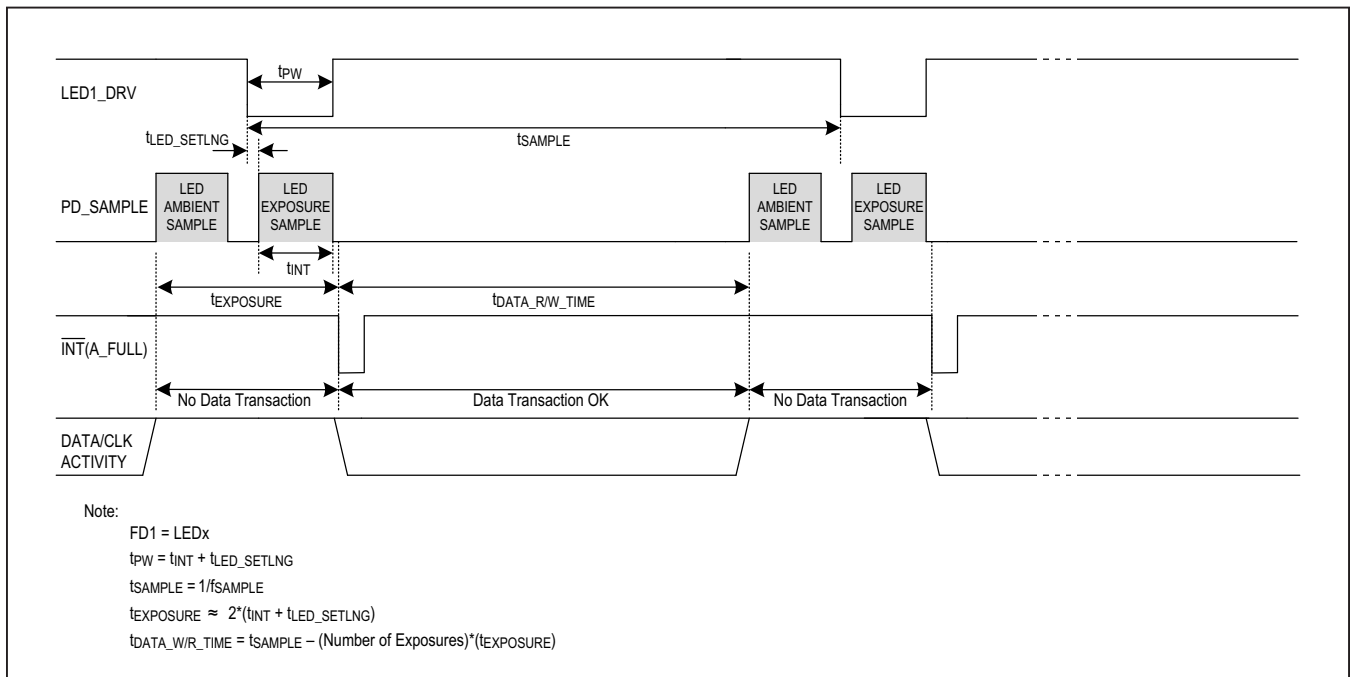 LED1_DRV
tPW
tLED_SETLNG
tSAMPLE
PD_SAMPLE
LED
AMBIENT
SAMPLE
LED
EXPOSURE
SAMPLE
LED
AMBIENT
SAMPLE
LED
EXPOSURE
SAMPLE
tINT
tEXPOSURE
tDATA_R/W_TIME
INT(A_FULL)
No Data Transaction
Data Transaction OK
No Data Transaction
DATA/CLK
ACTIVITY
Note:
FD1 = LEDx
tPW = tINT + tLED_SETLNG
tSAMPLE = 1/fSAMPLE
tEXPOSURE ≈ 2*(tINT + tLED_SETLNG)
tDATA_W/R_TIME = tSAMPLE – (Number of Exposures)*(tEXPOSURE)